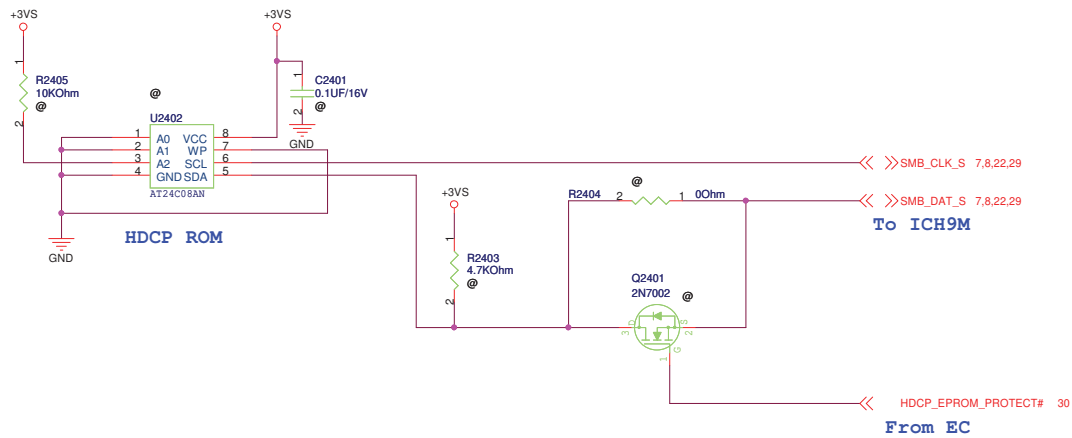 +3VS
+3VS
1
R2405
10KOhm
@
2
@
1
C2401
0.1UF/16V
@
2
GND
U2402
1 A0 VCC 8
2 A1 WP 7
3 A2 SCL 6
4 GND SDA 5
AT24C08AN
GND
HDCP ROM
SMB_CLK_S 7,8,22,29
+3VS
1
R2403
4.7KOhm
@
2
@
R2404 2 1 0Ohm
SMB_DAT_S 7,8,22,29
To ICH9M
Q2401
2N7002
@
3 D S 2
G
1
HDCP_EPROM_PROTECT# 30
From EC